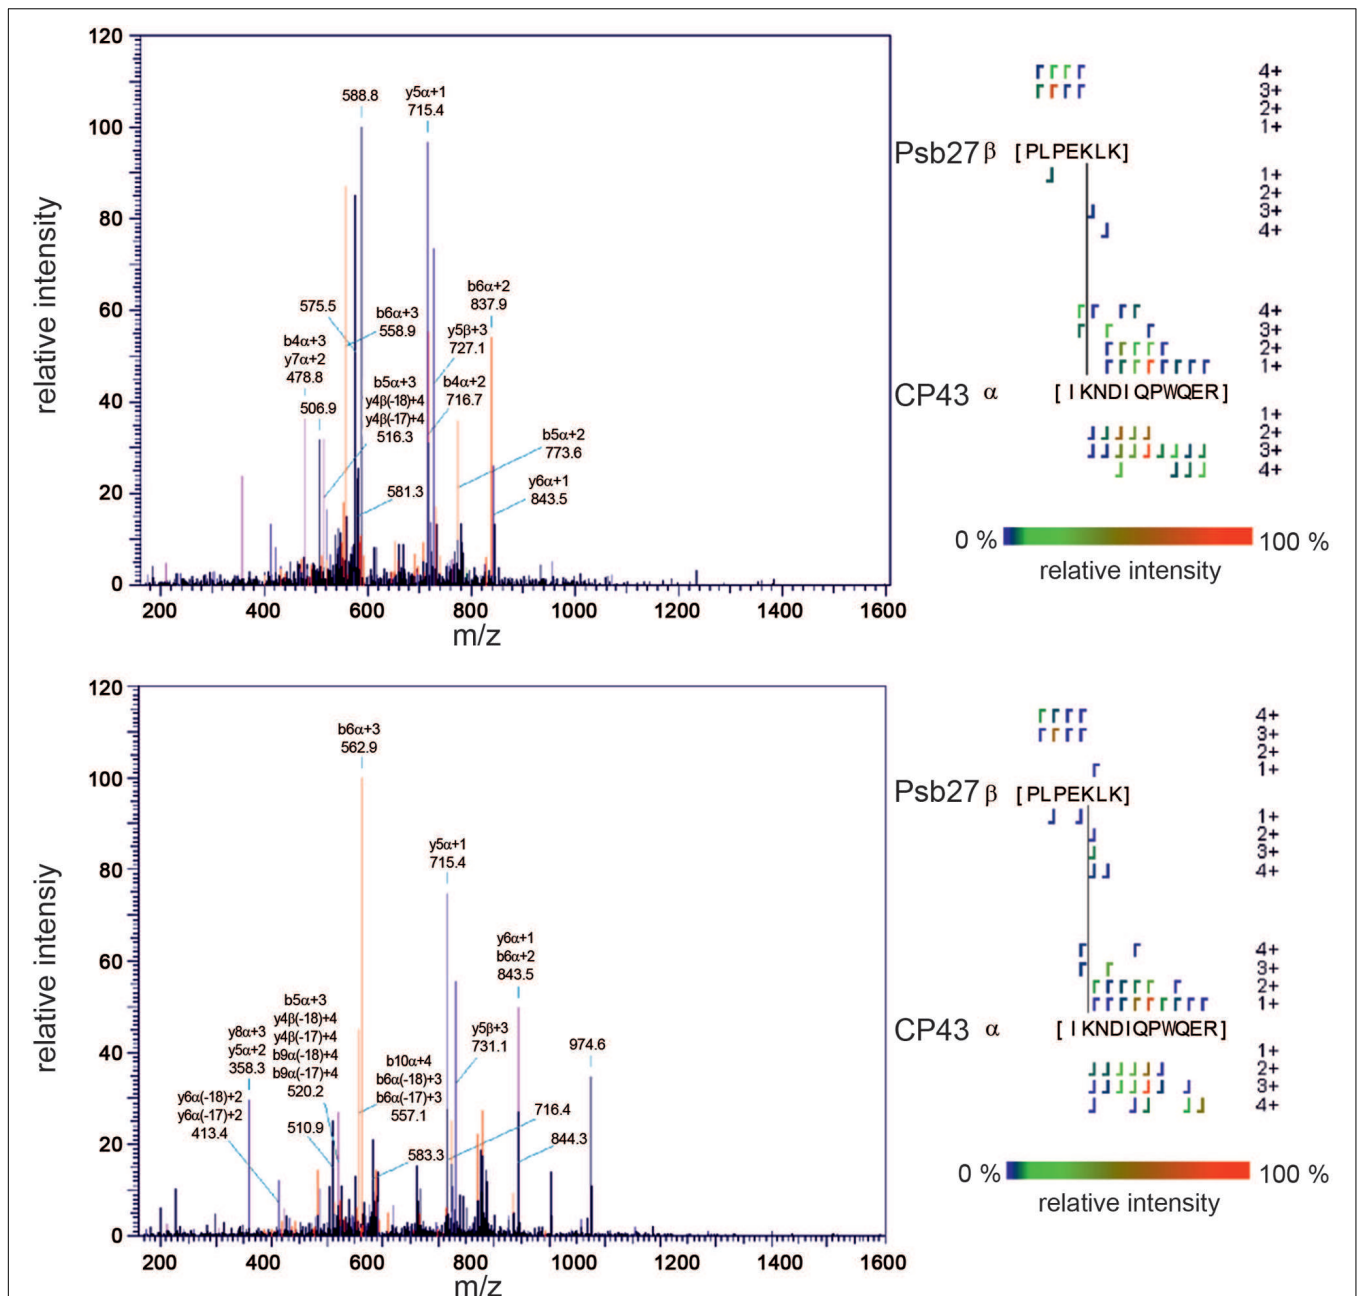 120
100
80
60
40
20
0
relative intensity
200
400
600
800
1000
1200
1400
1600
m/z
588.8
y5α+1
715.4
575.5
b6α+3
558.9
b6α+2
837.9
b4α+3
y7α+2
478.8
506.9
b5α+3
y4β(-18)+4
y4β(-17)+4
516.3
y5β+3
727.1
b4α+2
716.7
b5α+2
773.6
581.3
y6α+1
843.5
4+
3+
2+
1+
Psb27 β [PLPEKLK]
1+
2+
3+
4+
4+
3+
2+
1+
CP43 α [IKNDIQPWQER]
1+
2+
3+
4+
0 % 100 %
relative intensity
120
100
80
60
40
20
0
relative intensiy
200
400
600
800
1000
1200
1400
1600
m/z
b6α+3
562.9
y5α+1
715.4
y6α+1
b6α+2
843.5
b5α+3
y4β(-18)+4
y4β(-17)+4
b9α(-18)+4
b9α(-17)+4
520.2
y8α+3
y5α+2
358.3
y6α(-18)+2
y6α(-17)+2
413.4
510.9
b10α+4
b6α(-18)+3
b6α(-17)+3
557.1
y5β+3
731.1
974.6
583.3
716.4
844.3
4+
3+
2+
1+
Psb27 β [PLPEKLK]
1+
2+
3+
4+
4+
3+
2+
1+
CP43 α [IKNDIQPWQER]
1+
2+
3+
4+
0 % 100 %
relative intensity